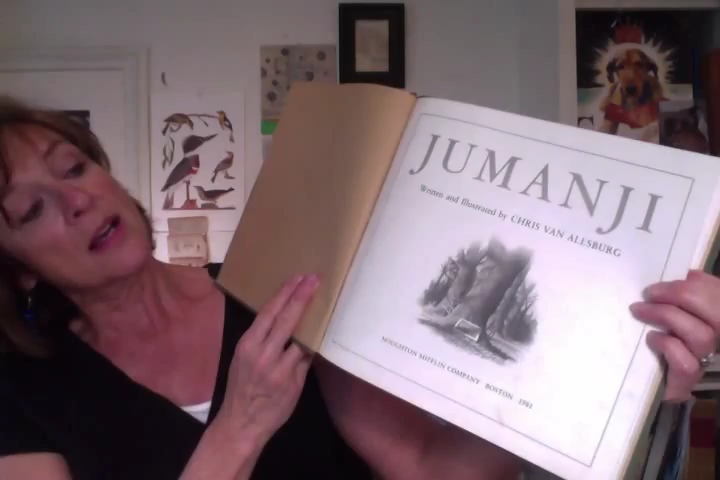 JUMANJI
Written and Illustrated by CHRIS VAN ALLSBURG
HOUGHTON MIFFLIN COMPANY BOSTON 1981